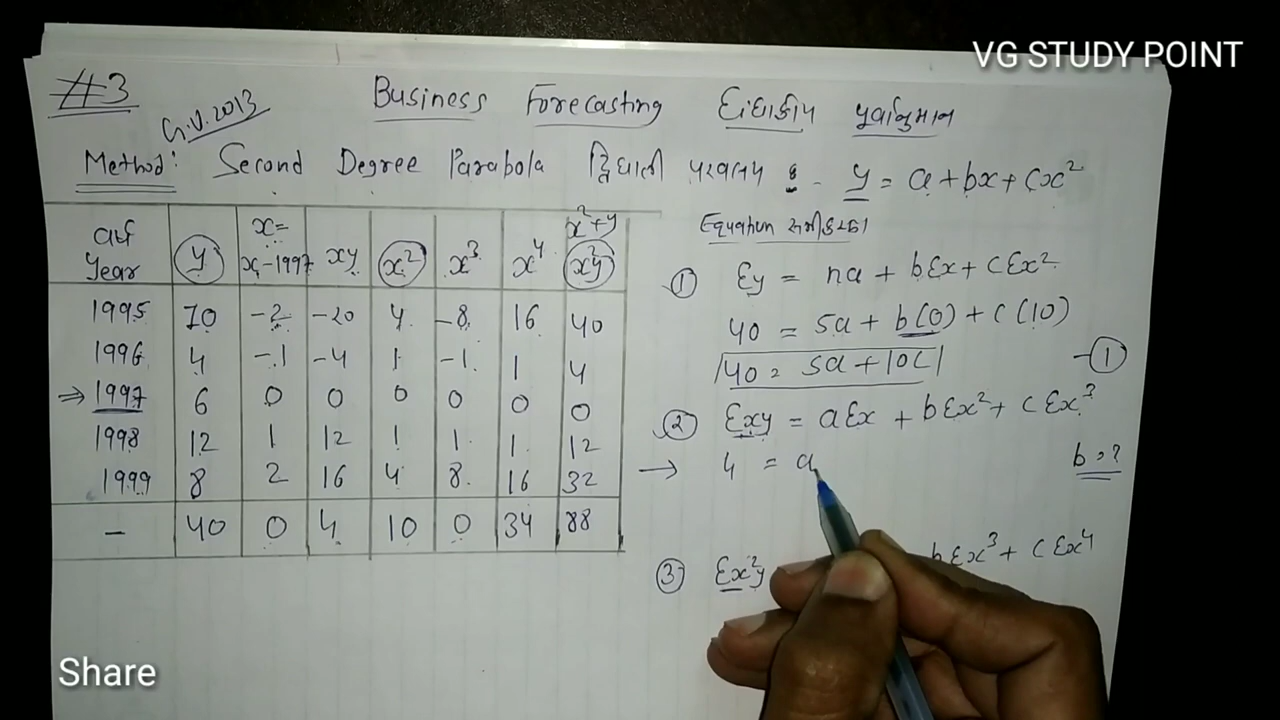 VG STUDY POINT
#3
G.U. 2013
Business Forecasting ધંધાકીય પૂર્વાનુમાન
Method: Second Degree Parabola દ્વિઘાતી પરવલય : - y = a + bx + cx²
વર્ષ Year | y | x = x-1997 | xy | x² | x³ | x⁴ | x²+y x²y
1995 | 10 | -2 | -20 | 4 | -8 | 16 | 40
1996 | 4 | -1 | -4 | 1 | -1 | 1 | 4
⇒ 1997 | 6 | 0 | 0 | 0 | 0 | 0 | 0
1998 | 12 | 1 | 12 | 1 | 1 | 1 | 12
1999 | 8 | 2 | 16 | 4 | 8 | 16 | 32
- | 40 | 0 | 4 | 10 | 0 | 34 | 88
Equation સમીકરણ
① Σy = na + bΣx + cΣx²
40 = 5a + b(0) + c(10)
40 = 5a + 10c - ①
② Σxy = aΣx + bΣx² + cΣx³
→ 4 = a
b = ?
③ Σx²y bΣx³ + cΣx⁴
Share